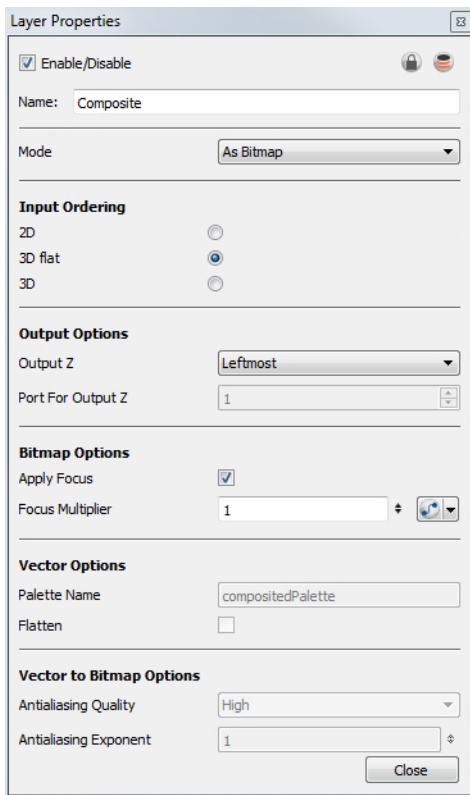 Layer Properties
Enable/Disable
Name: Composite
Mode As Bitmap
Input Ordering
2D
3D flat
3D
Output Options
Output Z Leftmost
Port For Output Z 1
Bitmap Options
Apply Focus
Focus Multiplier 1
Vector Options
Palette Name compositedPalette
Flatten
Vector to Bitmap Options
Antialiasing Quality High
Antialiasing Exponent 1
Close